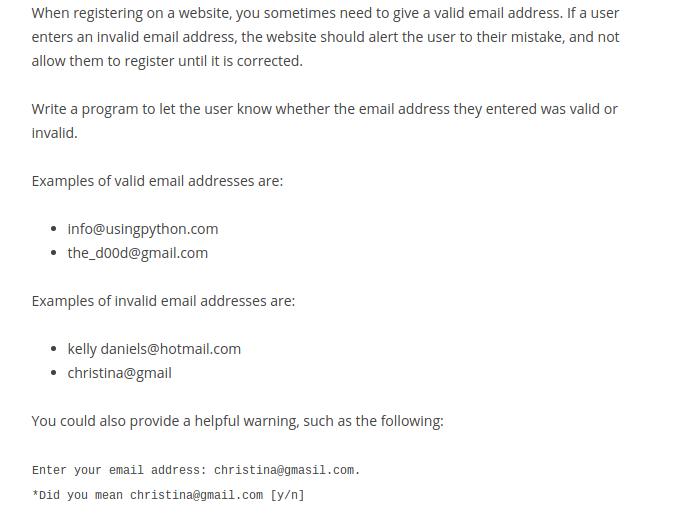 When registering on a website, you sometimes need to give a valid email address. If a user
enters an invalid email address, the website should alert the user to their mistake, and not
allow them to register until it is corrected.
Write a program to let the user know whether the email address they entered was valid or
invalid.
Examples of valid email addresses are:
• info@usingpython.com
• the_d00d@gmail.com
Examples of invalid email addresses are:
• kelly daniels@hotmail.com
• christina@gmail
You could also provide a helpful warning, such as the following:
Enter your email address: christina@gmasil.com.
*Did you mean christina@gmail.com [y/n]